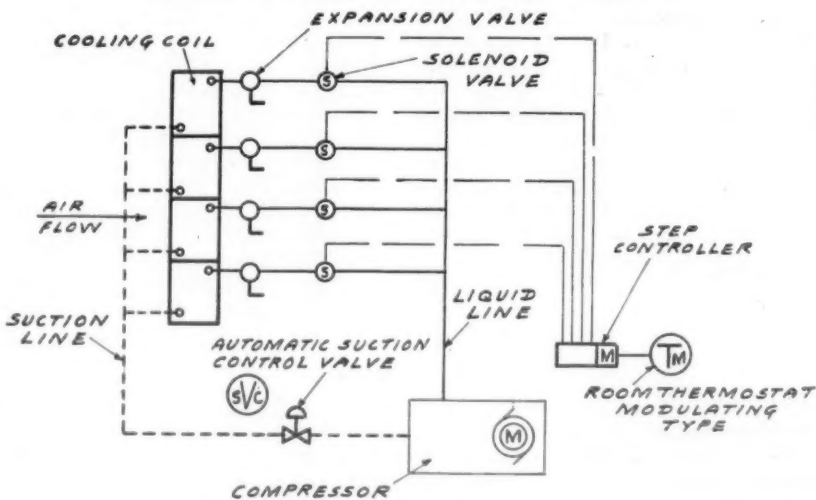 EXPANSION VALVE
COOLING COIL
SOLENOID
VALVE
S
S
S
S
AIR
FLOW
STEP
CONTROLLER
LIQUID
LINE
SUCTION
LINE
AUTOMATIC SUCTION
CONTROL VALVE
SVC
M
TM
ROOM THERMOSTAT
MODULATING
TYPE
M
COMPRESSOR